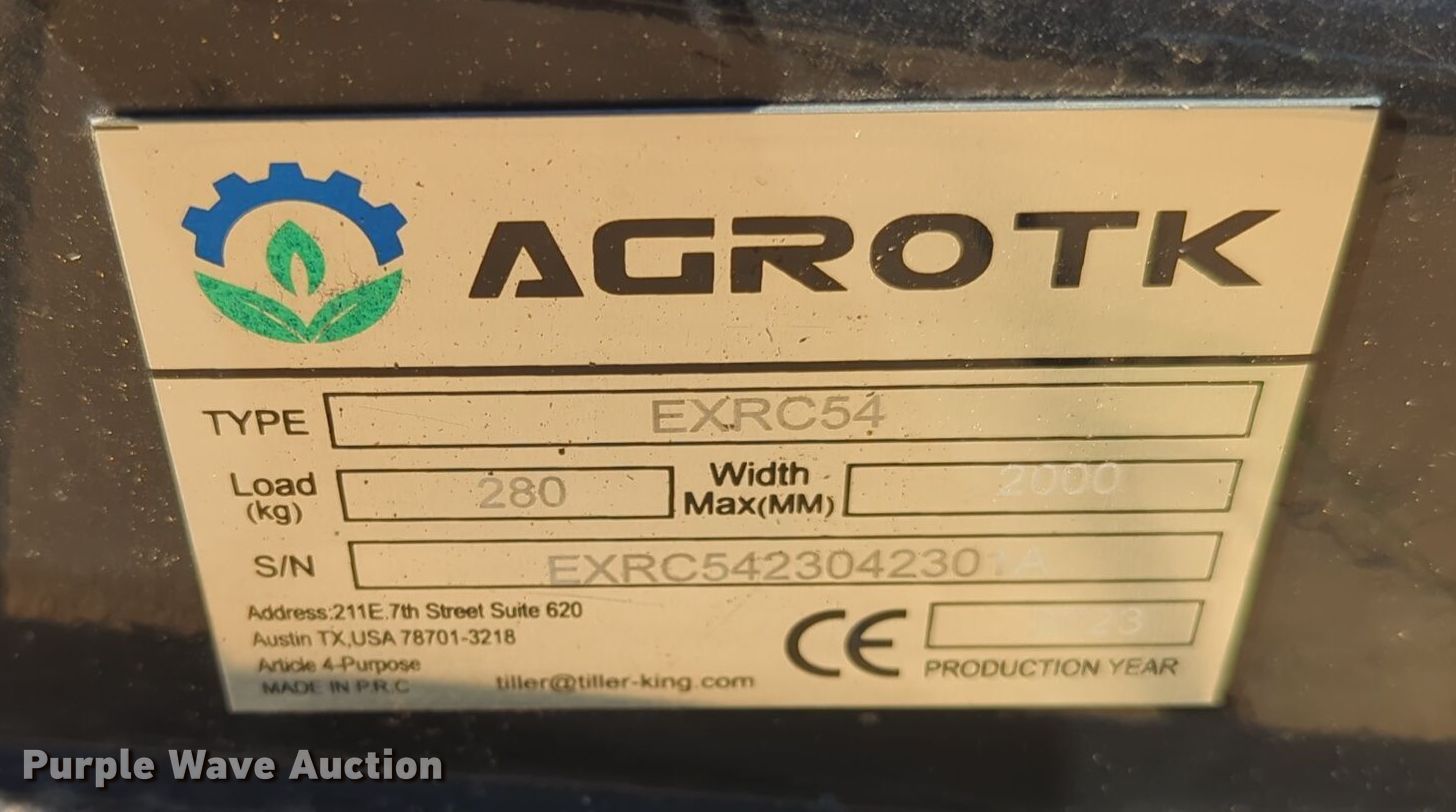 AGROTK
TYPE EXRC54
Load (kg) 280 Width Max(MM) 2000
S/N EXRC5423042301A
Address:211E.7th Street Suite 620
Austin TX,USA 78701-3218
Article 4-Purpose
MADE IN P.R.C tiller@tiller-king.com
CE
PRODUCTION YEAR
Purple Wave Auction